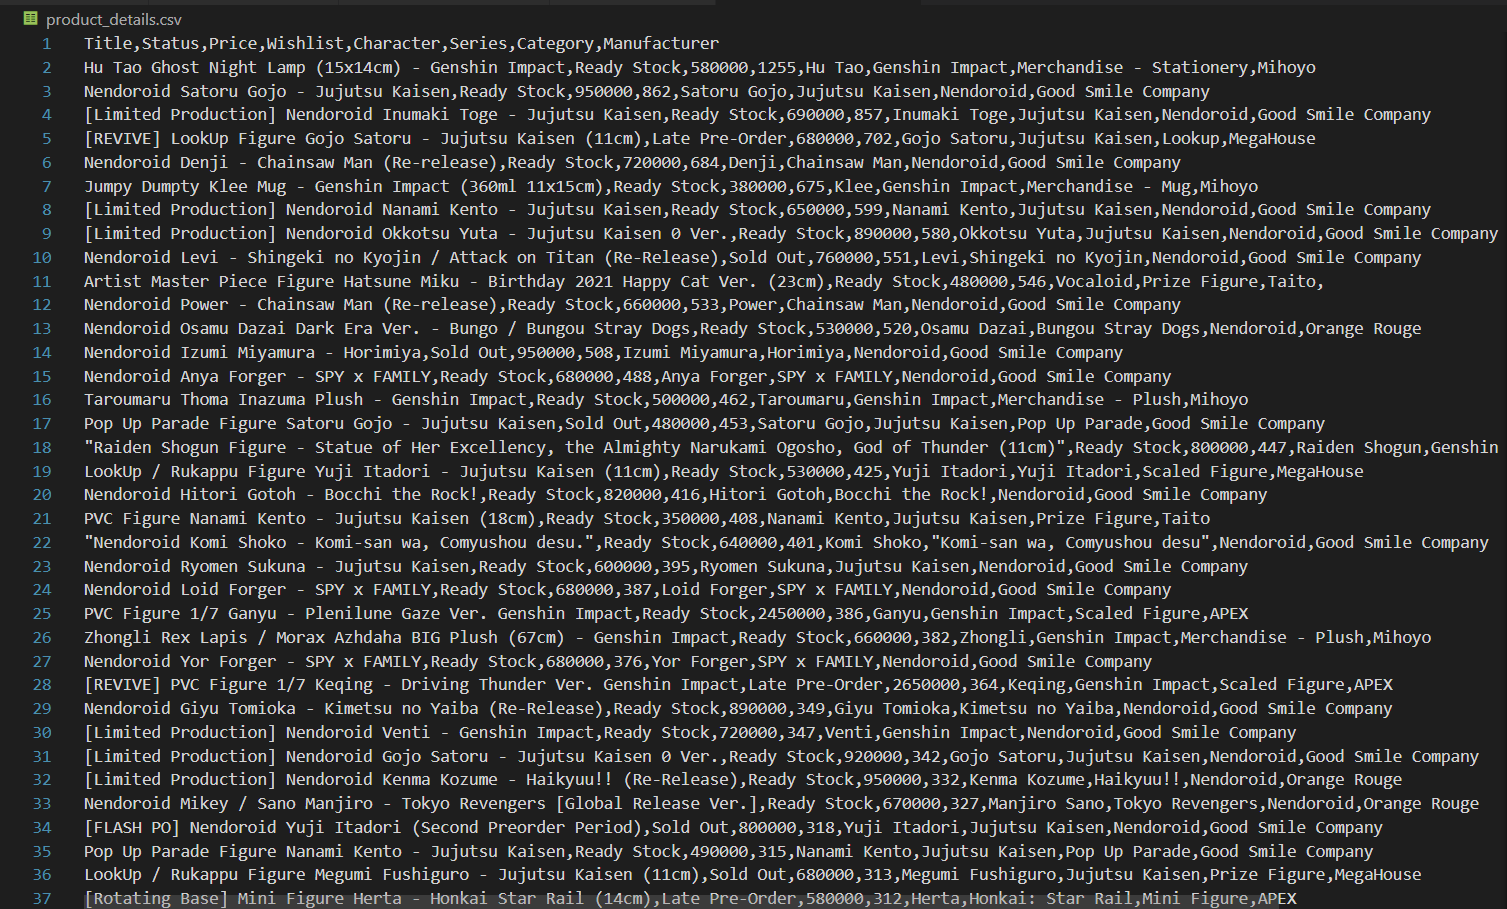 product_details.csv
1 Title,Status,Price,Wishlist,Character,Series,Category,Manufacturer
2 Hu Tao Ghost Night Lamp (15x14cm) - Genshin Impact,Ready Stock,580000,1255,Hu Tao,Genshin Impact,Merchandise - Stationery,Mihoyo
3 Nendoroid Satoru Gojo - Jujutsu Kaisen,Ready Stock,950000,862,Satoru Gojo,Jujutsu Kaisen,Nendoroid,Good Smile Company
4 [Limited Production] Nendoroid Inumaki Toge - Jujutsu Kaisen,Ready Stock,690000,857,Inumaki Toge,Jujutsu Kaisen,Nendoroid,Good Smile Company
5 [REVIVE] LookUp Figure Gojo Satoru - Jujutsu Kaisen (11cm),Late Pre-Order,680000,702,Gojo Satoru,Jujutsu Kaisen,Lookup,MegaHouse
6 Nendoroid Denji - Chainsaw Man (Re-release),Ready Stock,720000,684,Denji,Chainsaw Man,Nendoroid,Good Smile Company
7 Jumpy Dumpty Klee Mug - Genshin Impact (360ml 11x15cm),Ready Stock,380000,675,Klee,Genshin Impact,Merchandise - Mug,Mihoyo
8 [Limited Production] Nendoroid Nanami Kento - Jujutsu Kaisen,Ready Stock,650000,599,Nanami Kento,Jujutsu Kaisen,Nendoroid,Good Smile Company
9 [Limited Production] Nendoroid Okkotsu Yuta - Jujutsu Kaisen 0 Ver.,Ready Stock,890000,580,Okkotsu Yuta,Jujutsu Kaisen,Nendoroid,Good Smile Company
10 Nendoroid Levi - Shingeki no Kyojin / Attack on Titan (Re-Release),Sold Out,760000,551,Levi,Shingeki no Kyojin,Nendoroid,Good Smile Company
11 Artist Master Piece Figure Hatsune Miku - Birthday 2021 Happy Cat Ver. (23cm),Ready Stock,480000,546,Vocaloid,Prize Figure,Taito,
12 Nendoroid Power - Chainsaw Man (Re-release),Ready Stock,660000,533,Power,Chainsaw Man,Nendoroid,Good Smile Company
13 Nendoroid Osamu Dazai Dark Era Ver. - Bungo / Bungou Stray Dogs,Ready Stock,530000,520,Osamu Dazai,Bungou Stray Dogs,Nendoroid,Orange Rouge
14 Nendoroid Izumi Miyamura - Horimiya,Sold Out,950000,508,Izumi Miyamura,Horimiya,Nendoroid,Good Smile Company
15 Nendoroid Anya Forger - SPY x FAMILY,Ready Stock,680000,488,Anya Forger,SPY x FAMILY,Nendoroid,Good Smile Company
16 Taroumaru Thoma Inazuma Plush - Genshin Impact,Ready Stock,500000,462,Taroumaru,Genshin Impact,Merchandise - Plush,Mihoyo
17 Pop Up Parade Figure Satoru Gojo - Jujutsu Kaisen,Sold Out,480000,453,Satoru Gojo,Jujutsu Kaisen,Pop Up Parade,Good Smile Company
18 "Raiden Shogun Figure - Statue of Her Excellency, the Almighty Narukami Ogosho, God of Thunder (11cm)",Ready Stock,800000,447,Raiden Shogun,Genshin
19 LookUp / Rukappu Figure Yuji Itadori - Jujutsu Kaisen (11cm),Ready Stock,530000,425,Yuji Itadori,Yuji Itadori,Scaled Figure,MegaHouse
20 Nendoroid Hitori Gotoh - Bocchi the Rock!,Ready Stock,820000,416,Hitori Gotoh,Bocchi the Rock!,Nendoroid,Good Smile Company
21 PVC Figure Nanami Kento - Jujutsu Kaisen (18cm),Ready Stock,350000,408,Nanami Kento,Jujutsu Kaisen,Prize Figure,Taito
22 "Nendoroid Komi Shoko - Komi-san wa, Comyushou desu.",Ready Stock,640000,401,Komi Shoko,"Komi-san wa, Comyushou desu",Nendoroid,Good Smile Company
23 Nendoroid Ryomen Sukuna - Jujutsu Kaisen,Ready Stock,600000,395,Ryomen Sukuna,Jujutsu Kaisen,Nendoroid,Good Smile Company
24 Nendoroid Loid Forger - SPY x FAMILY,Ready Stock,680000,387,Loid Forger,SPY x FAMILY,Nendoroid,Good Smile Company
25 PVC Figure 1/7 Ganyu - Plenilune Gaze Ver. Genshin Impact,Ready Stock,2450000,386,Ganyu,Genshin Impact,Scaled Figure,APEX
26 Zhongli Rex Lapis / Morax Azhdaha BIG Plush (67cm) - Genshin Impact,Ready Stock,660000,382,Zhongli,Genshin Impact,Merchandise - Plush,Mihoyo
27 Nendoroid Yor Forger - SPY x FAMILY,Ready Stock,680000,376,Yor Forger,SPY x FAMILY,Nendoroid,Good Smile Company
28 [REVIVE] PVC Figure 1/7 Keqing - Driving Thunder Ver. Genshin Impact,Late Pre-Order,2650000,364,Keqing,Genshin Impact,Scaled Figure,APEX
29 Nendoroid Giyu Tomioka - Kimetsu no Yaiba (Re-Release),Ready Stock,890000,349,Giyu Tomioka,Kimetsu no Yaiba,Nendoroid,Good Smile Company
30 [Limited Production] Nendoroid Venti - Genshin Impact,Ready Stock,720000,347,Venti,Genshin Impact,Nendoroid,Good Smile Company
31 [Limited Production] Nendoroid Gojo Satoru - Jujutsu Kaisen 0 Ver.,Ready Stock,920000,342,Gojo Satoru,Jujutsu Kaisen,Nendoroid,Good Smile Company
32 [Limited Production] Nendoroid Kenma Kozume - Haikyuu!! (Re-Release),Ready Stock,950000,332,Kenma Kozume,Haikyuu!!,Nendoroid,Orange Rouge
33 Nendoroid Mikey / Sano Manjiro - Tokyo Revengers [Global Release Ver.],Ready Stock,670000,327,Manjiro Sano,Tokyo Revengers,Nendoroid,Orange Rouge
34 [FLASH PO] Nendoroid Yuji Itadori (Second Preorder Period),Sold Out,800000,318,Yuji Itadori,Jujutsu Kaisen,Nendoroid,Good Smile Company
35 Pop Up Parade Figure Nanami Kento - Jujutsu Kaisen,Ready Stock,490000,315,Nanami Kento,Jujutsu Kaisen,Pop Up Parade,Good Smile Company
36 LookUp / Rukappu Figure Megumi Fushiguro - Jujutsu Kaisen (11cm),Sold Out,680000,313,Megumi Fushiguro,Jujutsu Kaisen,Prize Figure,MegaHouse
37 [Rotating Base] Mini Figure Herta - Honkai Star Rail (14cm),Late Pre-Order,580000,312,Herta,Honkai: Star Rail,Mini Figure,APEX